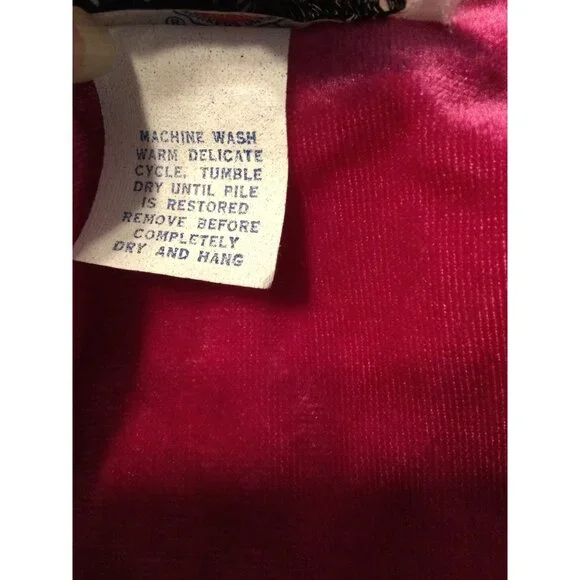 ®
MACHINE WASH
WARM DELICATE
CYCLE. TUMBLE
DRY UNTIL PILE
IS RESTORED
REMOVE BEFORE
COMPLETELY
DRY AND HANG